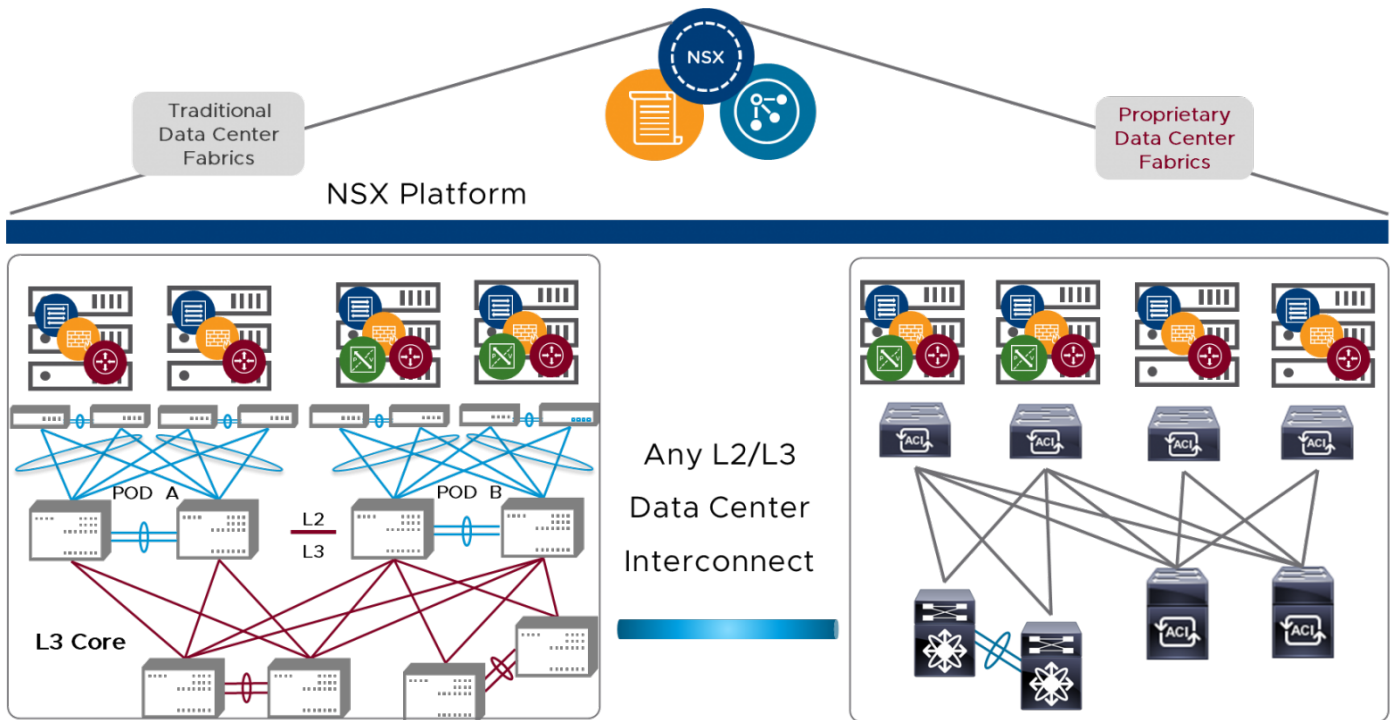 NSX
Traditional
Data Center
Fabrics
Proprietary
Data Center
Fabrics
NSX Platform
P V
P V
P V
P V
POD A
POD B
L2
L3
L3 Core
Any L2/L3
Data Center
Interconnect
ACI
ACI
ACI
ACI
ACI
ACI